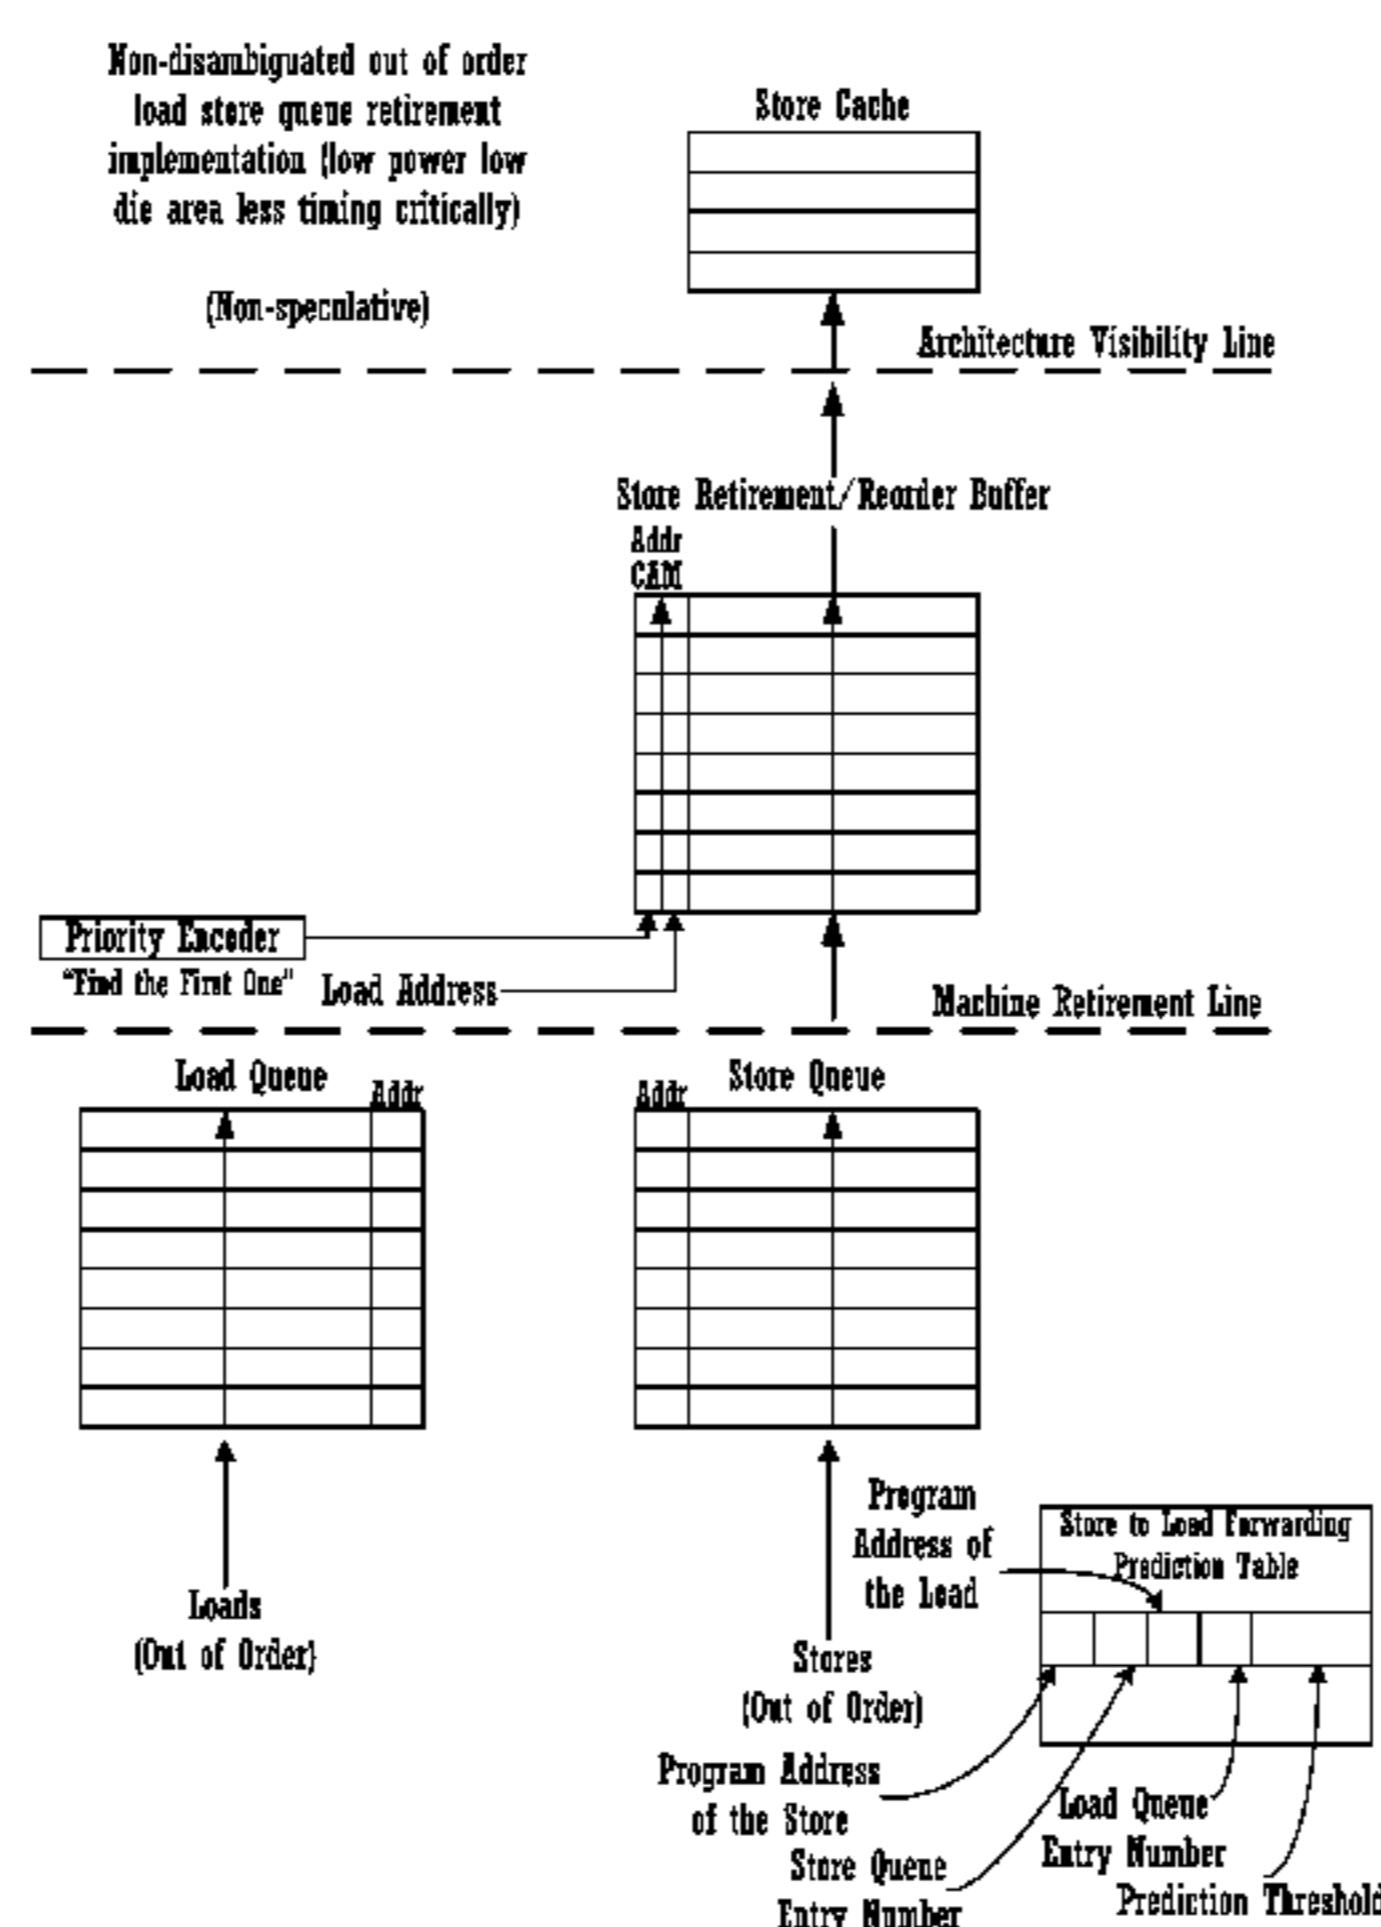 Non-disambiguated out of order
load store queue retirement
implementation (low power low
die area less timing critically)
(Non-speculative)
Store Cache
Architecture Visibility Line
Store Retirement/Reorder Buffer
Addr
CAM
Priority Encoder
"Find the First One"
Load Address
Machine Retirement Line
Load Queue
Addr
Addr
Store Queue
Loads
(Out of Order)
Stores
(Out of Order)
Program
Address of
the Load
Store to Load Forwarding
Prediction Table
Program Address
of the Store
Store Queue
Entry Number
Load Queue
Entry Number
Prediction Threshold